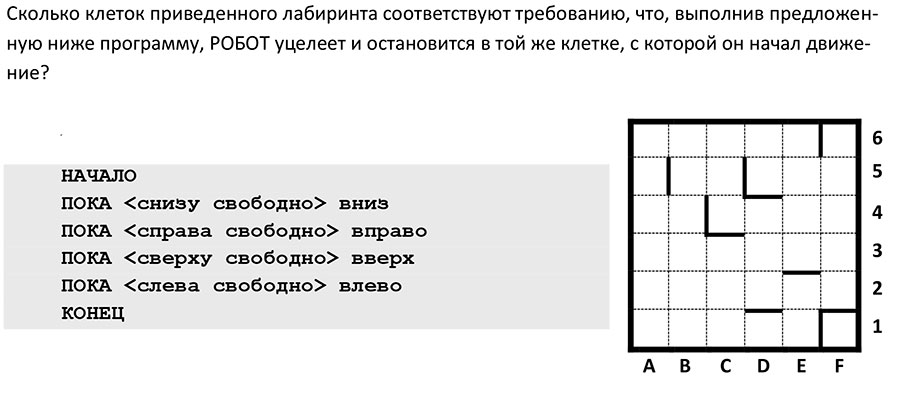 Сколько клеток приведенного лабиринта соответствуют требованию, что, выполнив предложен-
ную ниже программу, РОБОТ уцелеет и остановится в той же клетке, с которой он начал движе-
ние?
НАЧАЛО
ПОКА <снизу свободно> вниз
ПОКА <справа свободно> вправо
ПОКА <сверху свободно> вверх
ПОКА <слева свободно> влево
КОНЕЦ
6
5
4
3
2
1
A B C D E F